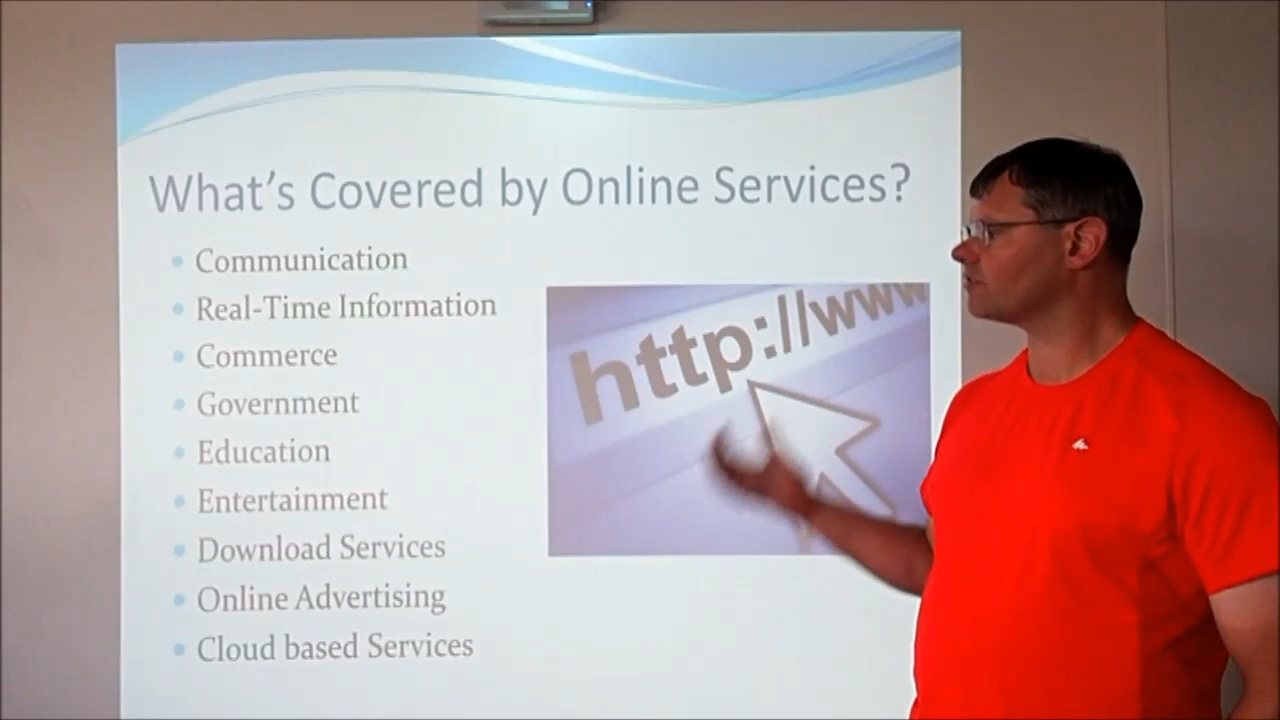 What's Covered by Online Services?
Communication
Real-Time Information
Commerce
Government
Education
Entertainment
Download Services
Online Advertising
Cloud based Services
http://www